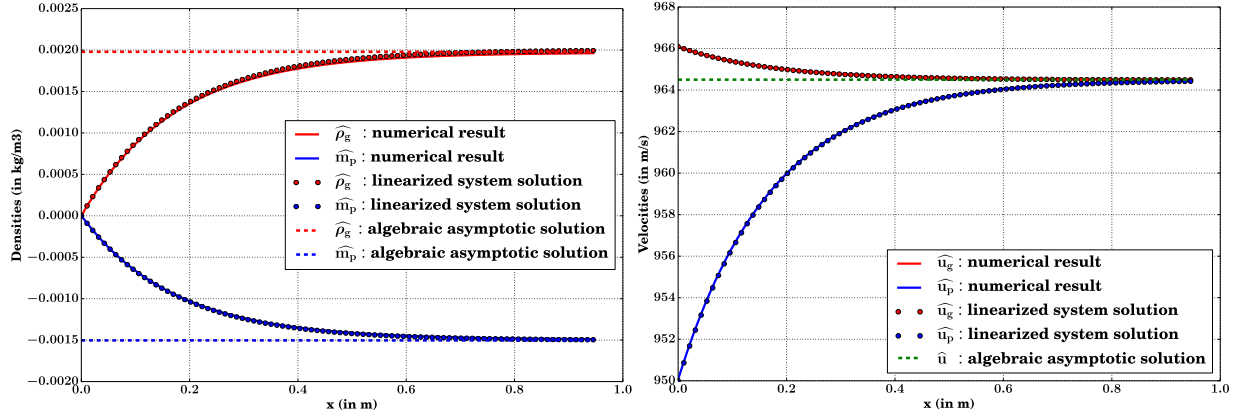 0.0025
0.0020
0.0015
0.0010
0.0005
0.0000
−0.0005
−0.0010
−0.0015
−0.0020
Densities (in kg/m3)
0.0
0.2
0.4
0.6
0.8
1.0
x (in m)
ρ̂g : numerical result
m̂p : numerical result
ρ̂g : linearized system solution
m̂p : linearized system solution
ρ̂g : algebraic asymptotic solution
m̂p : algebraic asymptotic solution
968
966
964
962
960
958
956
954
952
950
Velocities (in m/s)
0.0
0.2
0.4
0.6
0.8
1.0
x (in m)
ûg : numerical result
ûp : numerical result
ûg : linearized system solution
ûp : linearized system solution
û : algebraic asymptotic solution